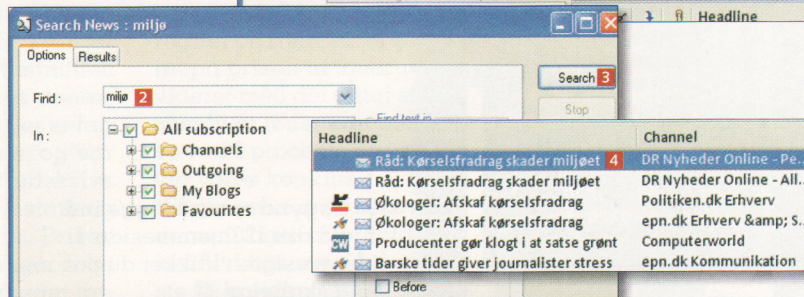 Headline
Search News : miljø
Options Results
Find: miljø 2 Search 3
Stop
Find text in
In: All subscription
Channels
Outgoing
My Blogs
Favourites
Headline Channel
Råd: Kørselsfradrag skader miljøet 4 DR Nyheder Online - Pe..
Råd: Kørselsfradrag skader miljøet DR Nyheder Online - All..
Økologer: Afskaf kørselsfradrag Politiken.dk Erhverv
Økologer: Afskaf kørselsfradrag epn.dk Erhverv &amp; S..
CW Producenter gør klogt i at satse grønt Computerworld
Barske tider giver journalister stress epn.dk Kommunikation
Before